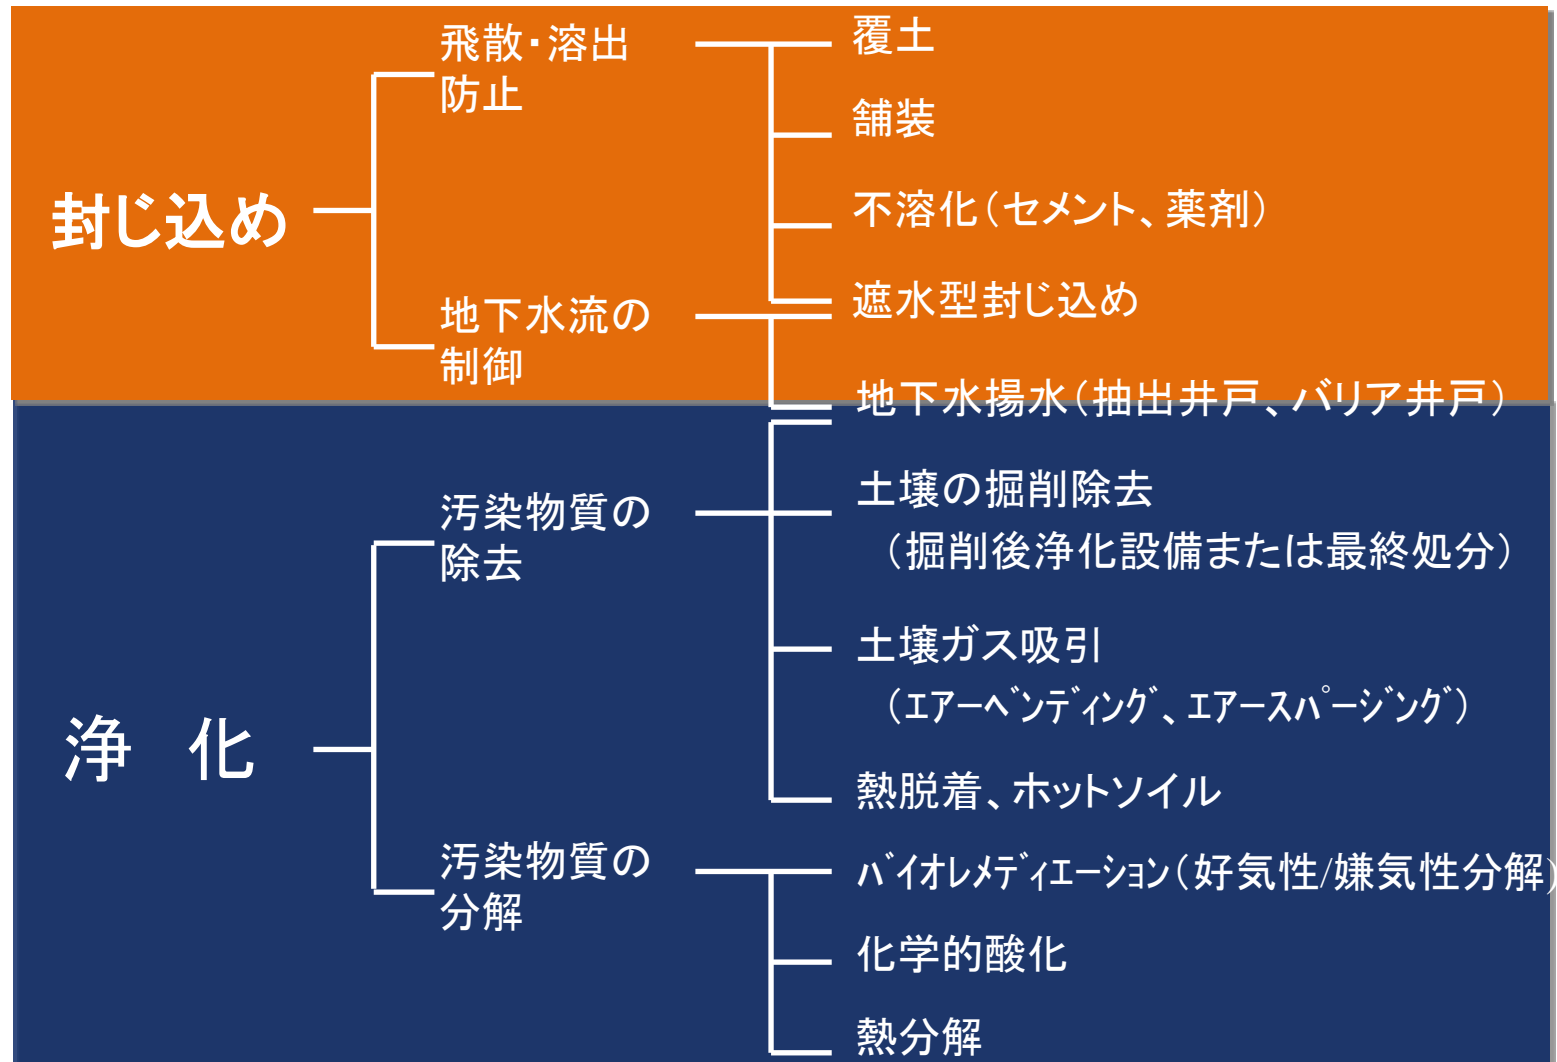 封じ込め
飛散・溶出
防止
覆土
舗装
不溶化（セメント、薬剤）
遮水型封じ込め
地下水流の
制御
地下水揚水（抽出井戸、バリア井戸）
浄　化
汚染物質の
除去
土壌の掘削除去
（掘削後浄化設備または最終処分）
土壌ガス吸引
（ｴｱｰﾍﾞﾝﾃﾞｨﾝｸﾞ、ｴｱｰｽﾊﾟｰｼﾞﾝｸﾞ）
熱脱着、ホットソイル
汚染物質の
分解
ﾊﾞｲｵﾚﾒﾃﾞｨｴｰｼｮﾝ（好気性/嫌気性分解）
化学的酸化
熱分解